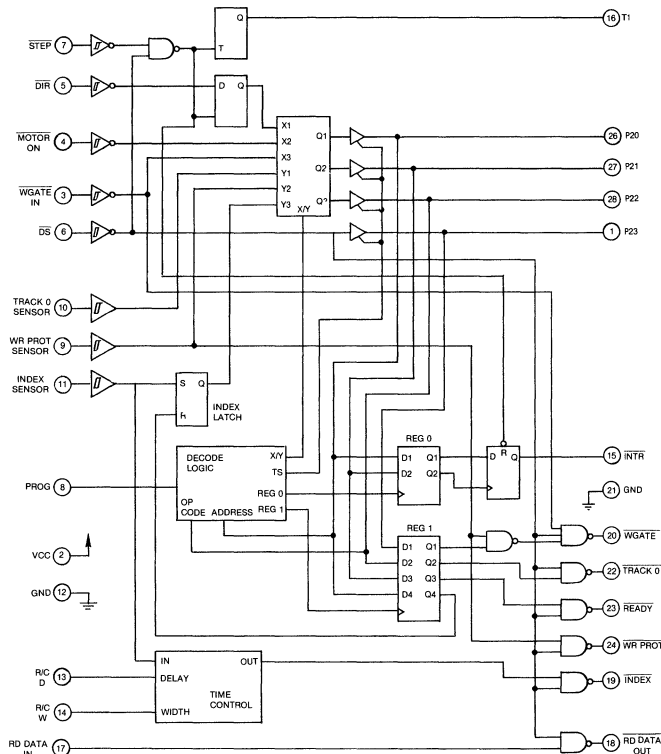 Q 16 T1
STEP 7 T
DIR 5 D Q
MOTOR ON 4
X1 Q1 26 P20
X2
X3 Q2 27 P21
WGATE IN 3
Y1
Y2 28 P22
Y3 X/Y
DS 6 1 P23
TRACK 0 SENSOR 10
WR PROT SENSOR 9
INDEX SENSOR 11
S Q
INDEX LATCH
DECODE LOGIC
X/Y
TS
REG 0
D1 Q1 D R Q 15 INTR
D2 Q2
PROG 8
REG 0
OP CODE ADDRESS REG 1
21 GND
REG 1
D1 Q1 20 WGATE
D2 Q2 22 TRACK 0
D3 Q3 23 READY
D4 Q4
VCC 2
GND 12
24 WR PROT
IN OUT 19 INDEX
R/C D 13 DELAY
TIME CONTROL
R/C W 14 WIDTH
RD DATA IN 17 18 RD DATA OUT